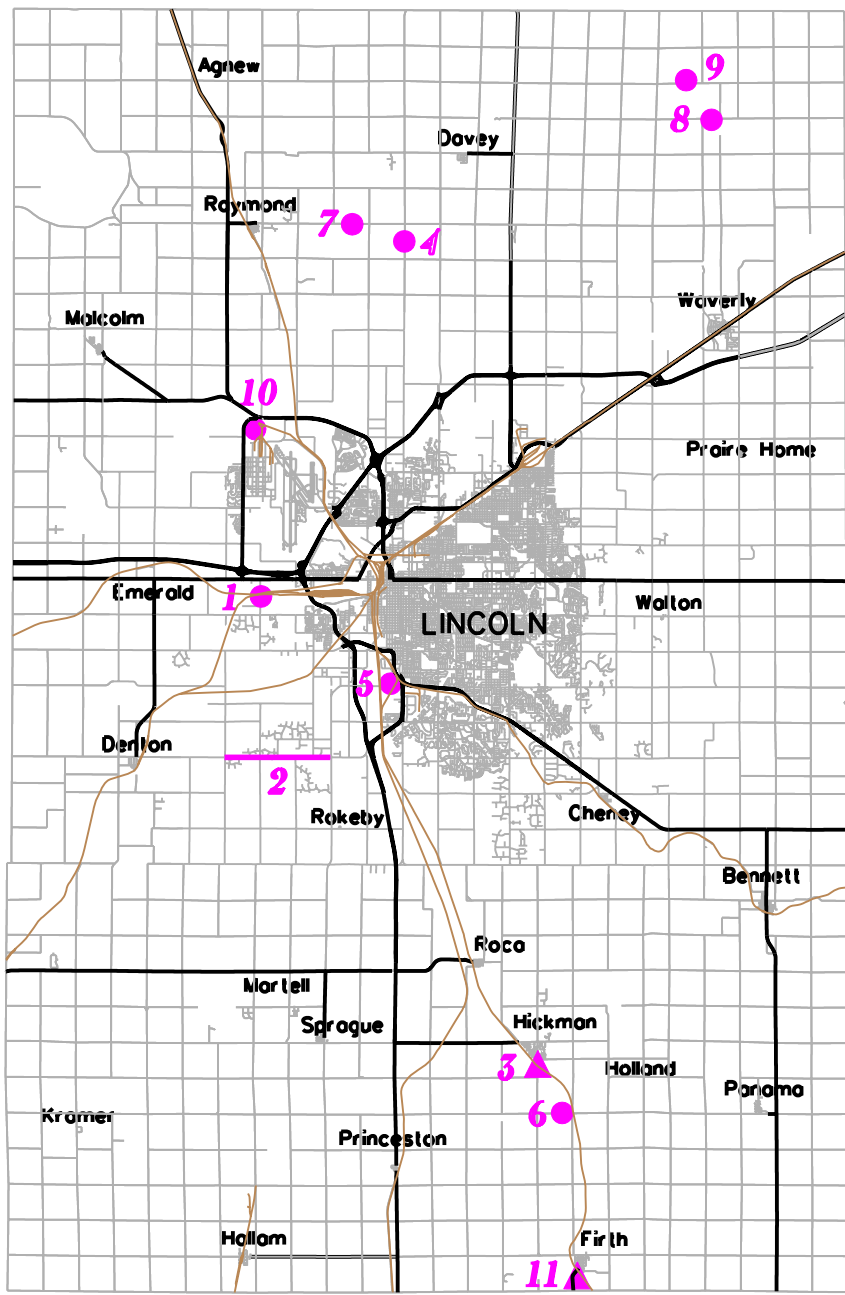 Agnew
9
8
Davey
Raymond
7
4
Waverly
Malcolm
10
Praire Home
Emerald
1
Walton
LINCOLN
5
Denton
2
Rokeby
Cheney
Bennett
Roca
Martell
Sprague
Hickman
3
Holland
Panama
Kramer
6
Princeston
Hallam
Firth
11